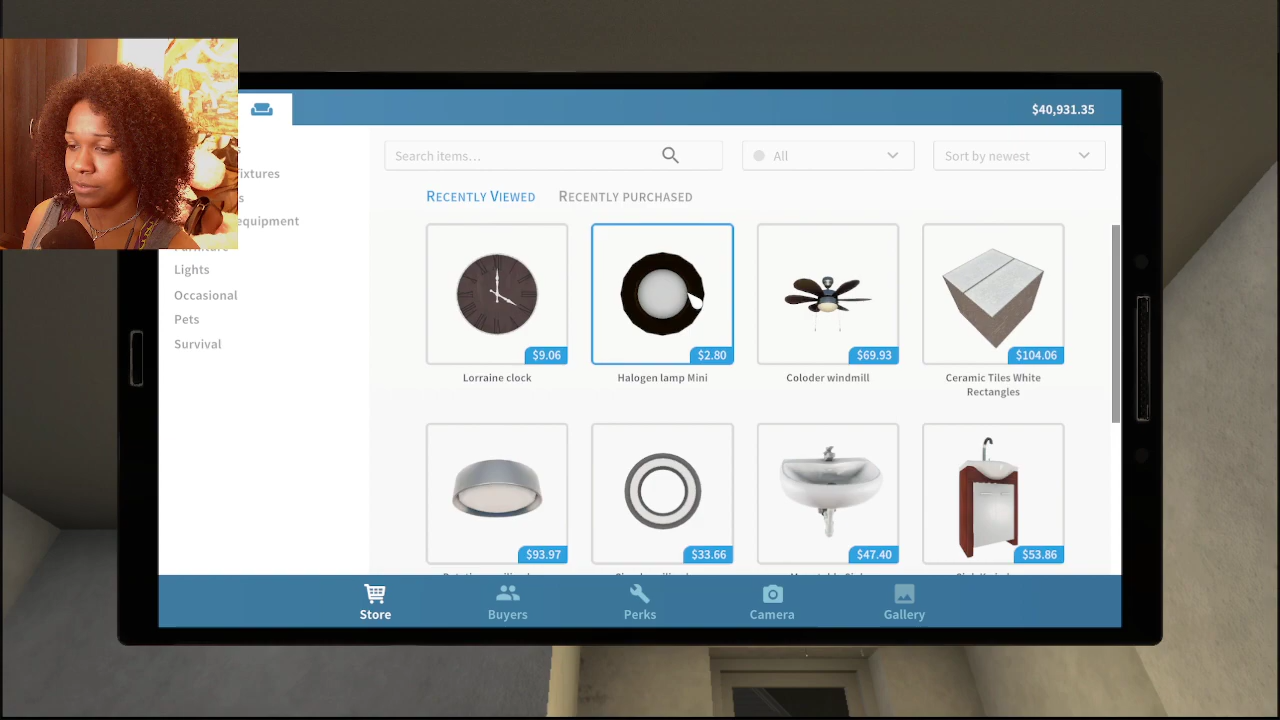 $40,931.35
Search items...
All
Sort by newest
RECENTLY VIEWED
RECENTLY PURCHASED
Lights
Occasional
Pets
Survival
$9.06
$2.80
$69.93
$104.06
Lorraine clock
Halogen lamp Mini
Coloder windmill
Ceramic Tiles White
Rectangles
$93.97
$33.66
$47.40
$53.86
Store
Buyers
Perks
Camera
Gallery